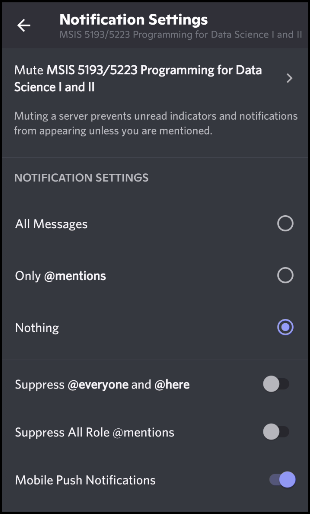 Notification Settings
MSIS 5193/5223 Programming for Data Science I and II
Mute MSIS 5193/5223 Programming for Data
Science I and II
Muting a server prevents unread indicators and notifications
from appearing unless you are mentioned.
NOTIFICATION SETTINGS
All Messages
Only @mentions
Nothing
Suppress @everyone and @here
Suppress All Role @mentions
Mobile Push Notifications